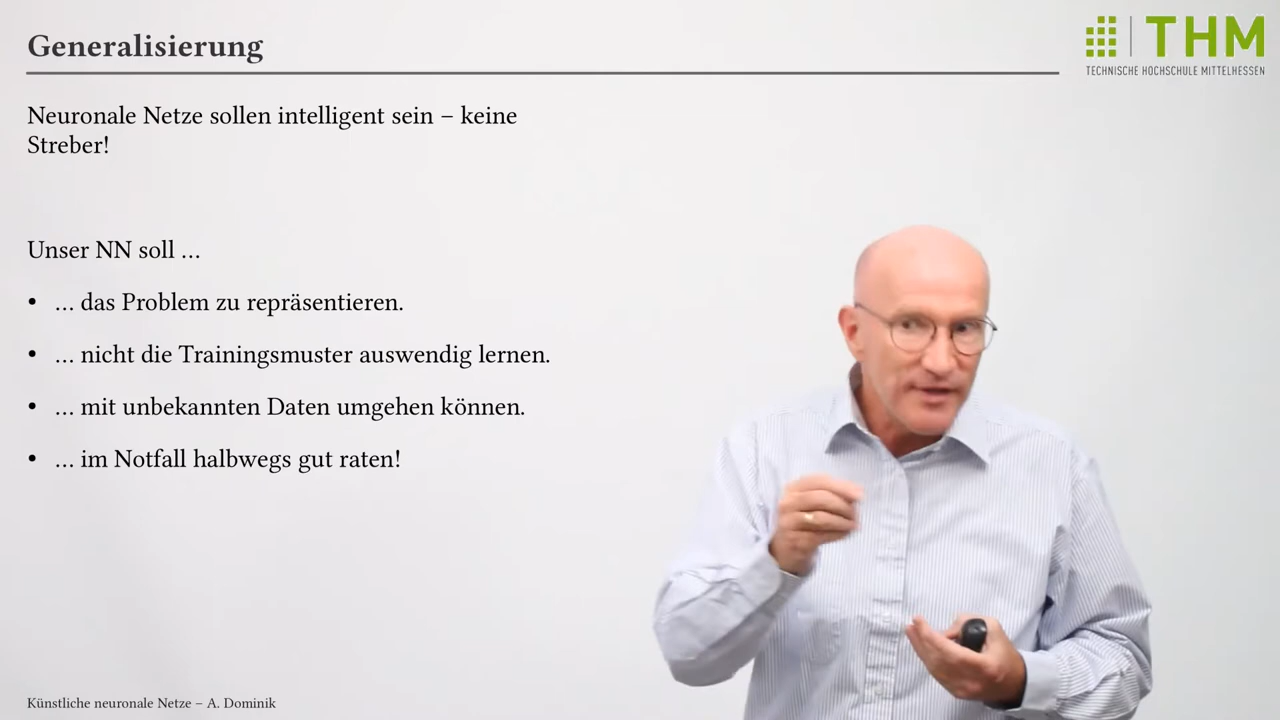 Generalisierung
THM
TECHNISCHE HOCHSCHULE MITTELHESSEN
Neuronale Netze sollen intelligent sein – keine
Streber!
Unser NN soll …
• … das Problem zu repräsentieren.
• … nicht die Trainingsmuster auswendig lernen.
• … mit unbekannten Daten umgehen können.
• … im Notfall halbwegs gut raten!
Künstliche neuronale Netze – A. Dominik